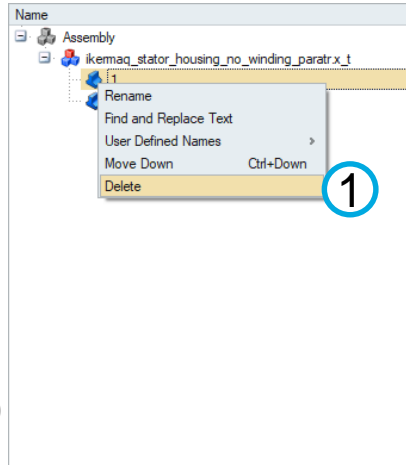 Name
Assembly
ikermaq_stator_housing_no_winding_paratr.x_t
1
Rename
Find and Replace Text
User Defined Names
Move Down Ctrl+Down
Delete
1